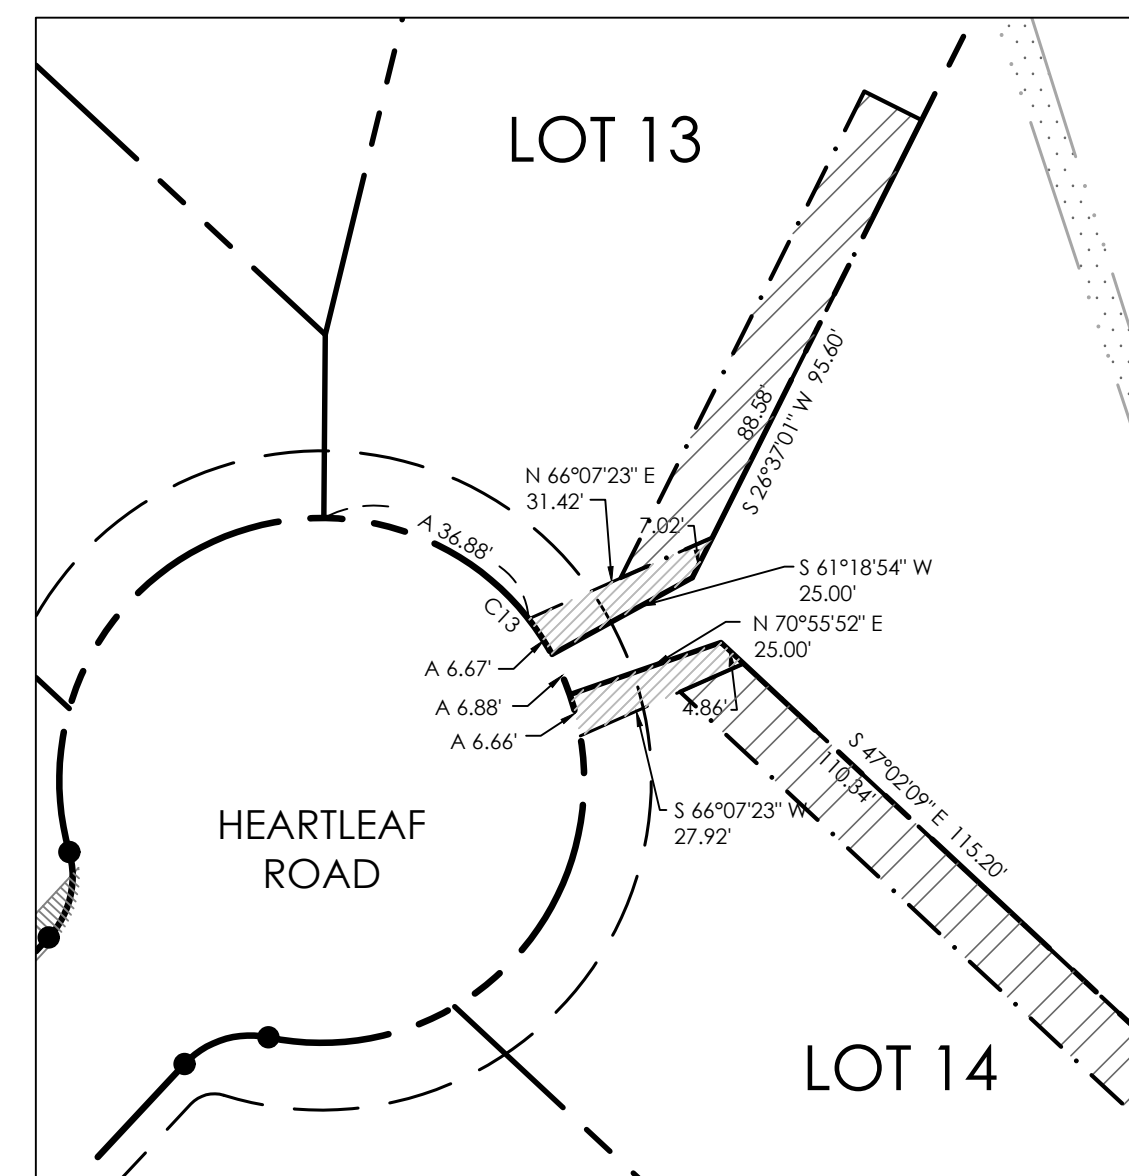 LOT 13
S 26°37'01" W 95.60'
88.58'
N 66°07'23" E
31.42'
7.02'
A 36.88'
C13
S 61°18'54" W
25.00'
N 70°55'52" E
25.00'
A 6.67'
A 6.88'
A 6.66'
4.86'
S 47°02'09" E 115.20'
110.34'
S 66°07'23" W
27.92'
HEARTLEAF
ROAD
LOT 14